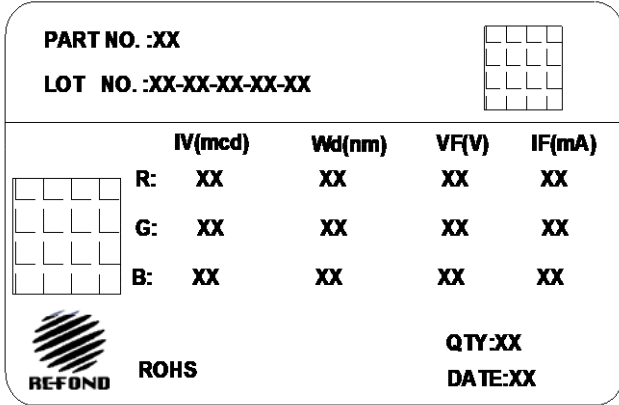 PART NO. :XX
LOT NO. :XX-XX-XX-XX-XX
IV(mcd) Wd(nm) VF(V) IF(mA)
R: XX XX XX XX
G: XX XX XX XX
B: XX XX XX XX
REFOND
ROHS
QTY:XX
DATE:XX